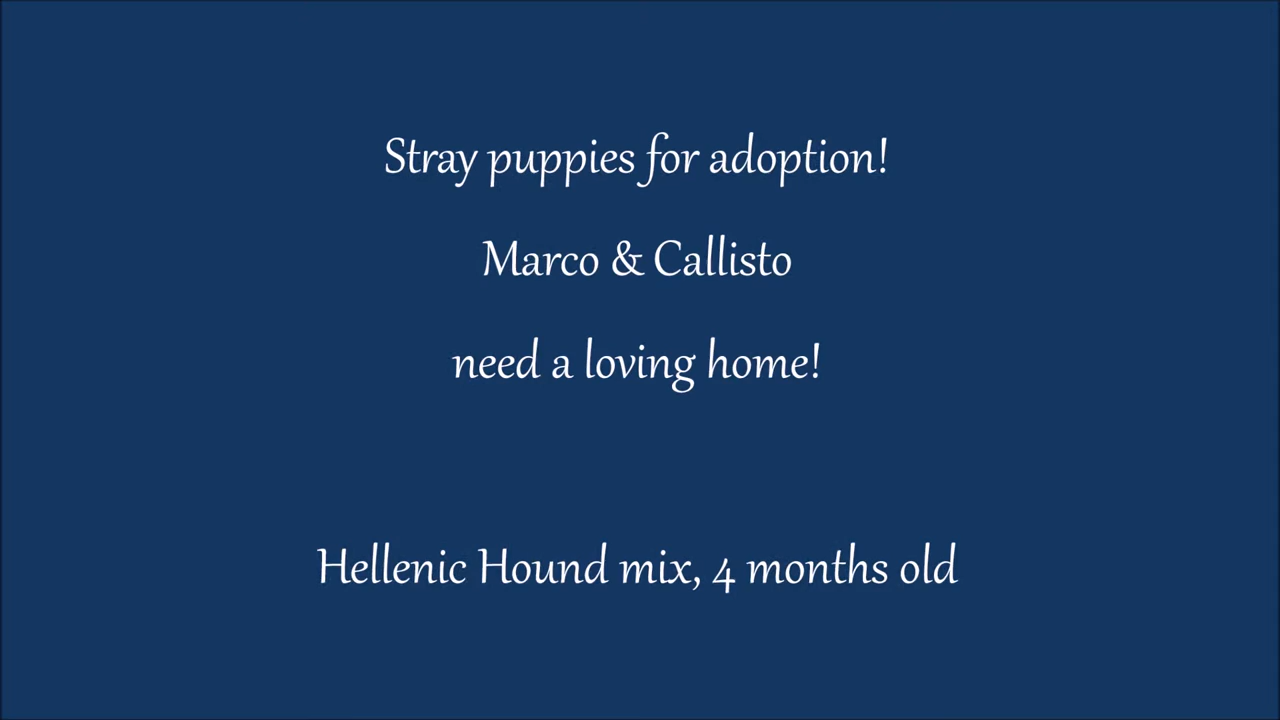 Stray puppies for adoption!
Marco & Callisto
need a loving home!
Hellenic Hound mix, 4 months old